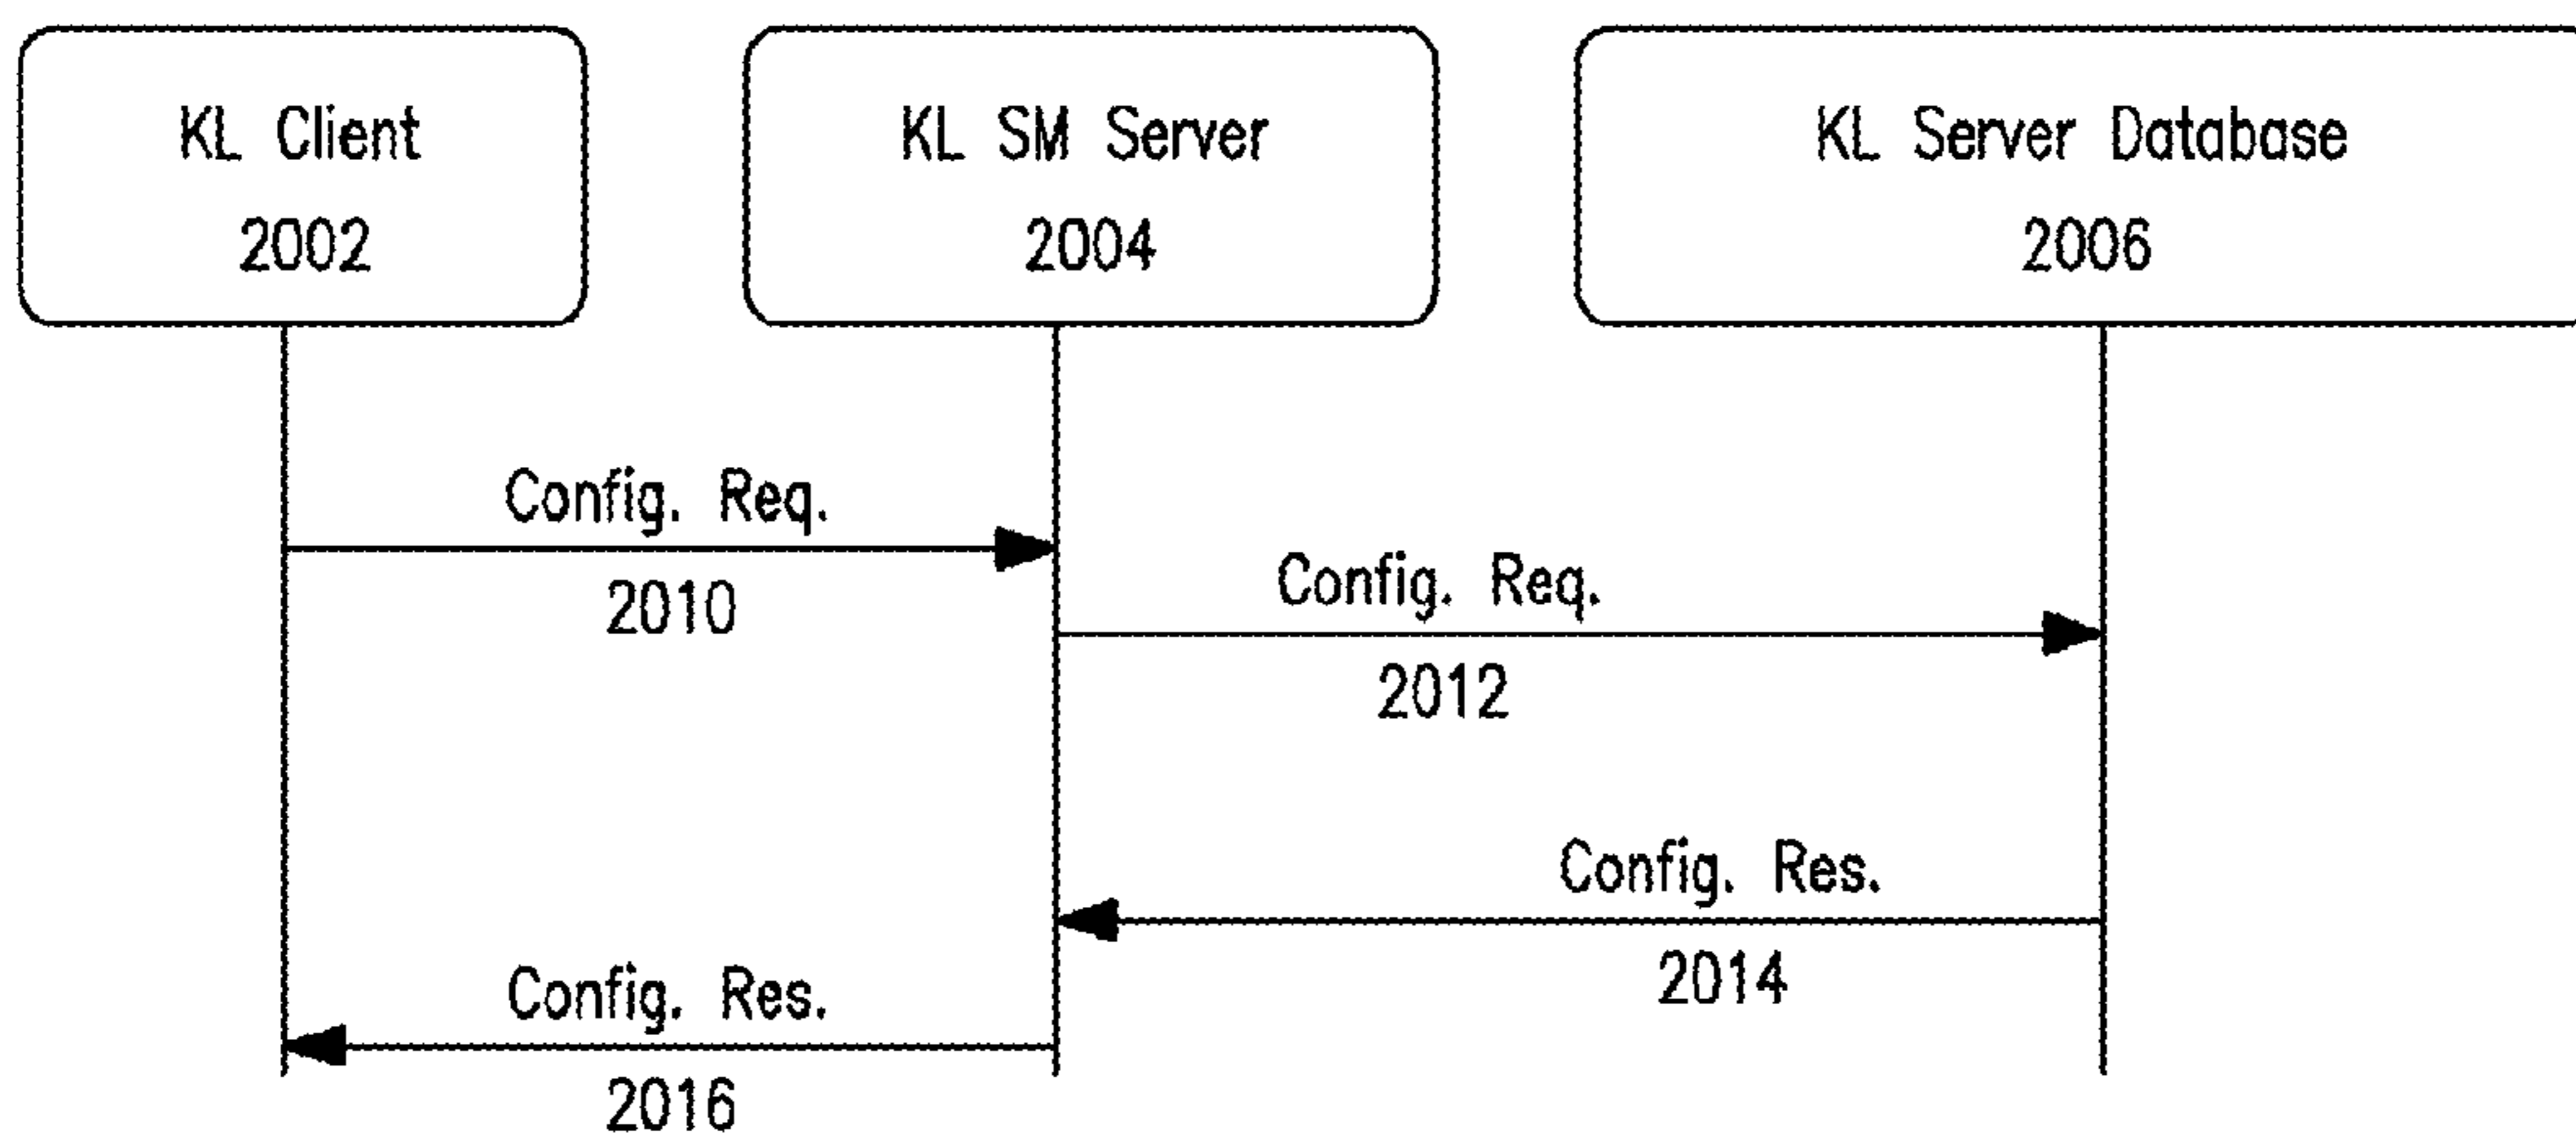 KL Client
2002
KL SM Server
2004
KL Server Database
2006
Config. Req.
2010
Config. Req.
2012
Config. Res.
2014
Config. Res.
2016